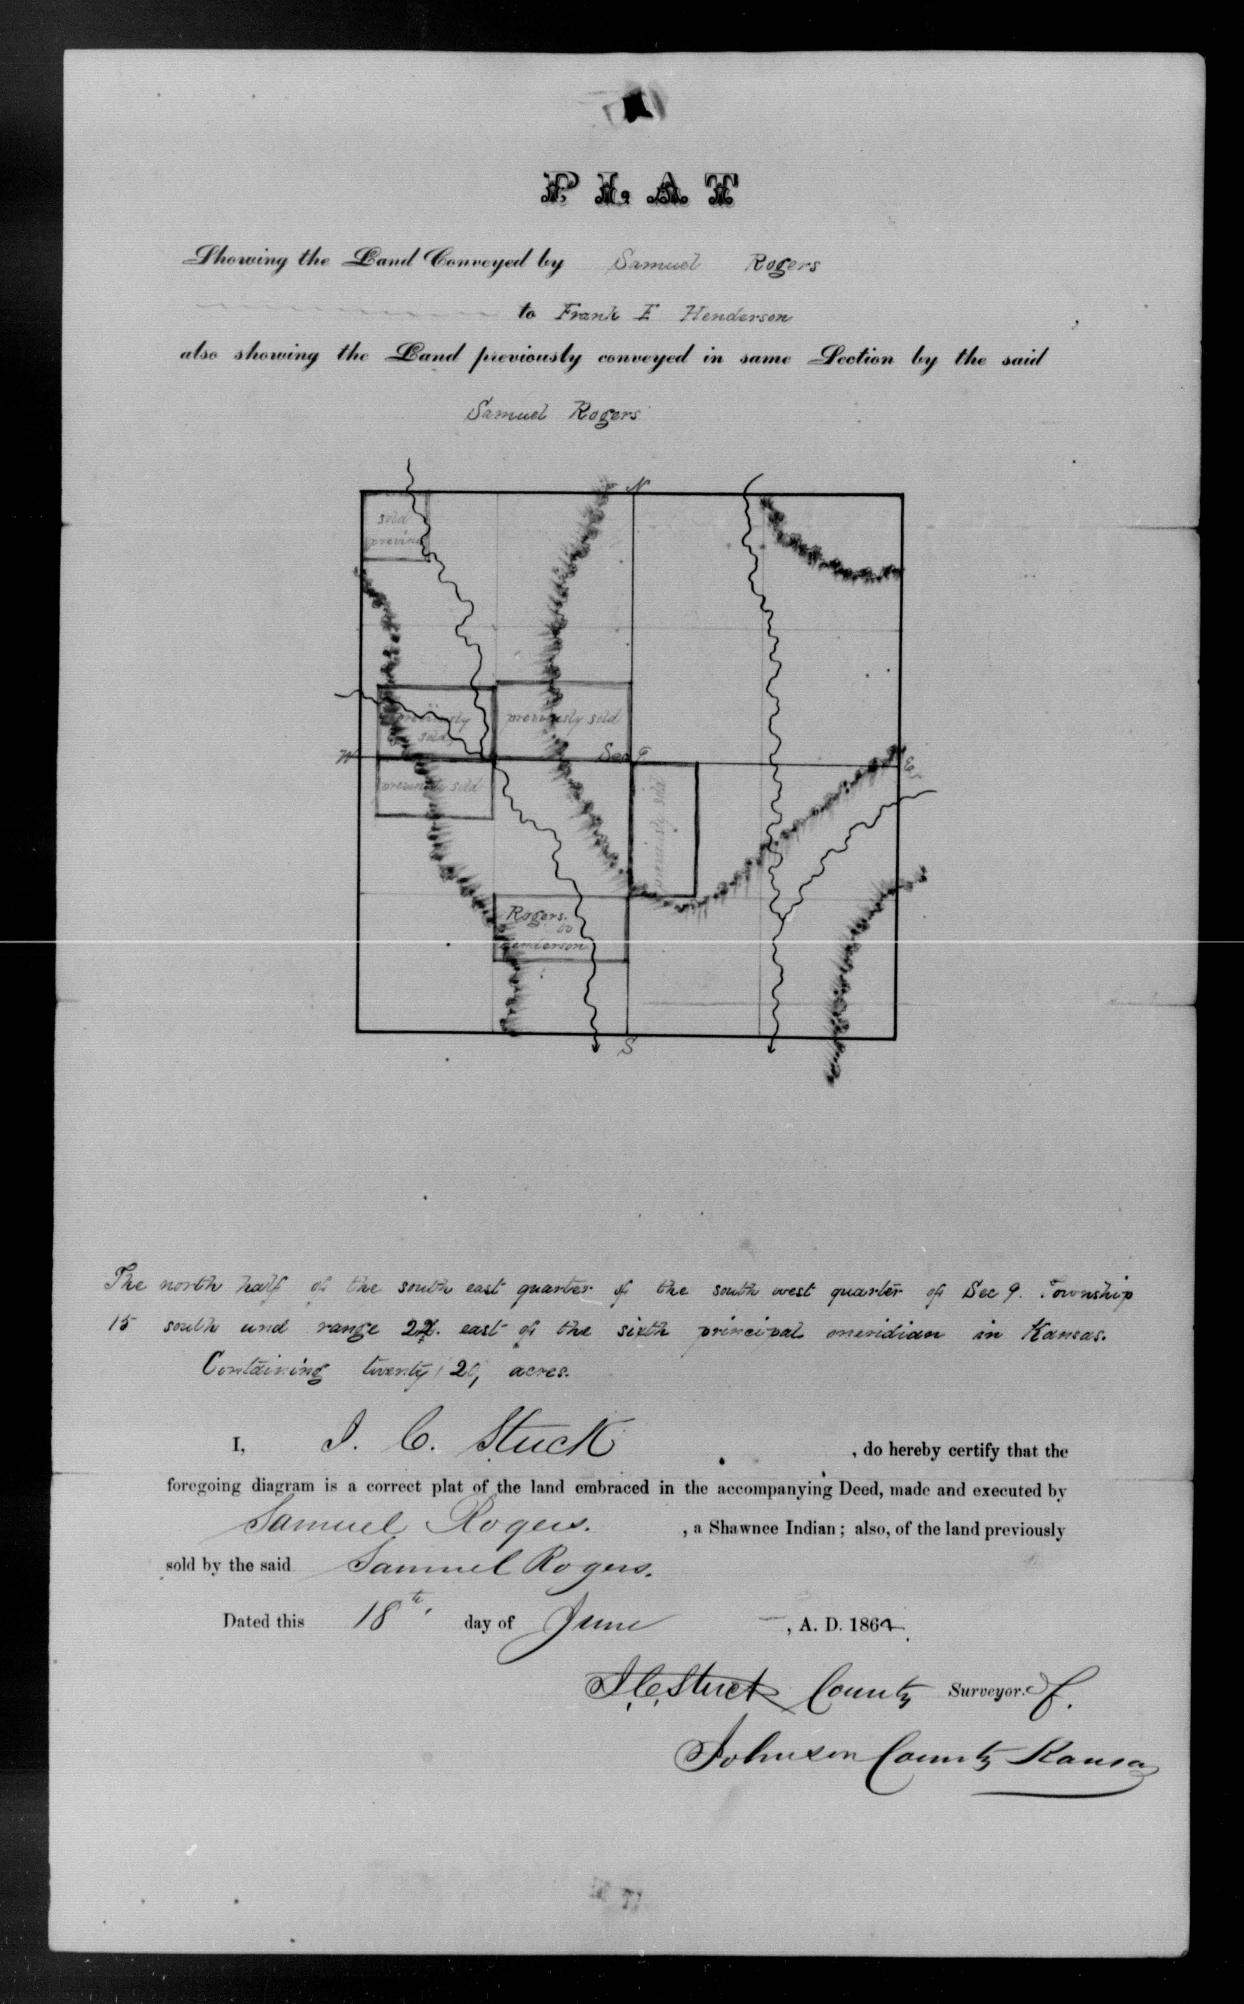 PLAT
Showing the Land Conveyed by Samuel Rogers
to Frank E Henderson
also showing the Land previously conveyed in same Section by the said
Samuel Rogers
N
sold
previously sold
previously
sold
W
Sec 9
E
previously sold
previously sold
Rogers
to
Henderson
S
The north half of the south east quarter of the south west quarter of Sec 9. Township
15 south and range 22. east of the sixth principal meridian in Kansas.
Containing twenty 20, acres.
I, J. C. Stuck , do hereby certify that the
foregoing diagram is a correct plat of the land embraced in the accompanying Deed, made and executed by
Samuel Rogers. , a Shawnee Indian; also, of the land previously
sold by the said Samuel Rogers.
Dated this 18th. day of June , A. D. 1864.
J. C. Stuck County Surveyor of.
Johnson County Kansas